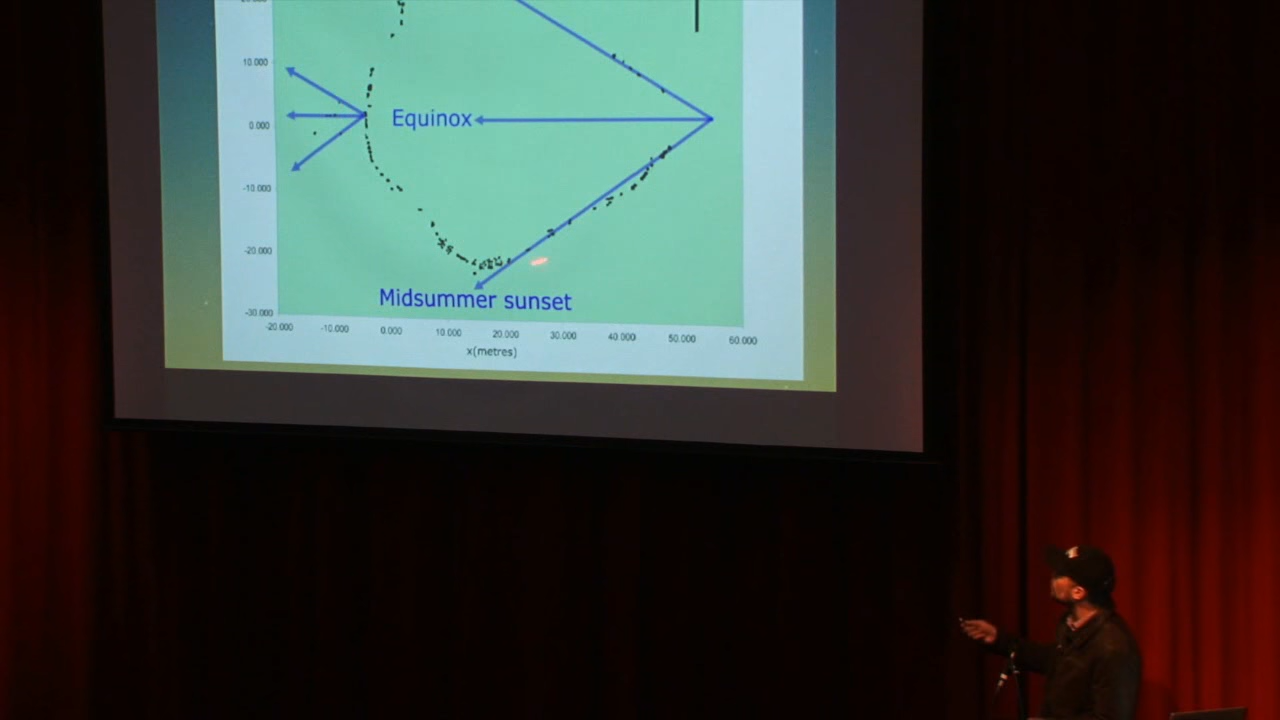 10.000
Equinox
0.000
-10.000
-20.000
Midsummer sunset
-30.000
-20.000 -10.000 0.000 10.000 20.000 30.000 40.000 50.000 60.000
x(metres)